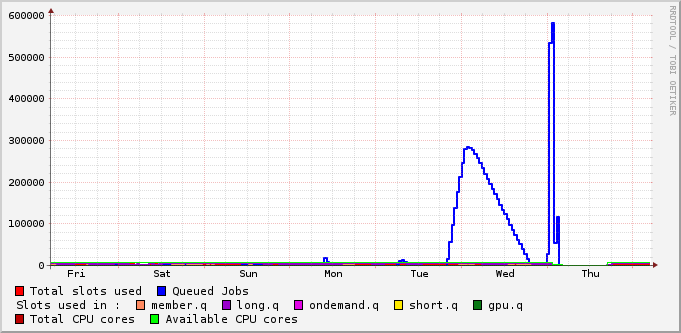 600000
500000
400000
300000
200000
100000
0
Fri Sat Sun Mon Tue Wed Thu
Total slots used Queued Jobs
Slots used in : member.q long.q ondemand.q short.q gpu.q
Total CPU cores Available CPU cores
RRDTOOL / TOBI OETIKER